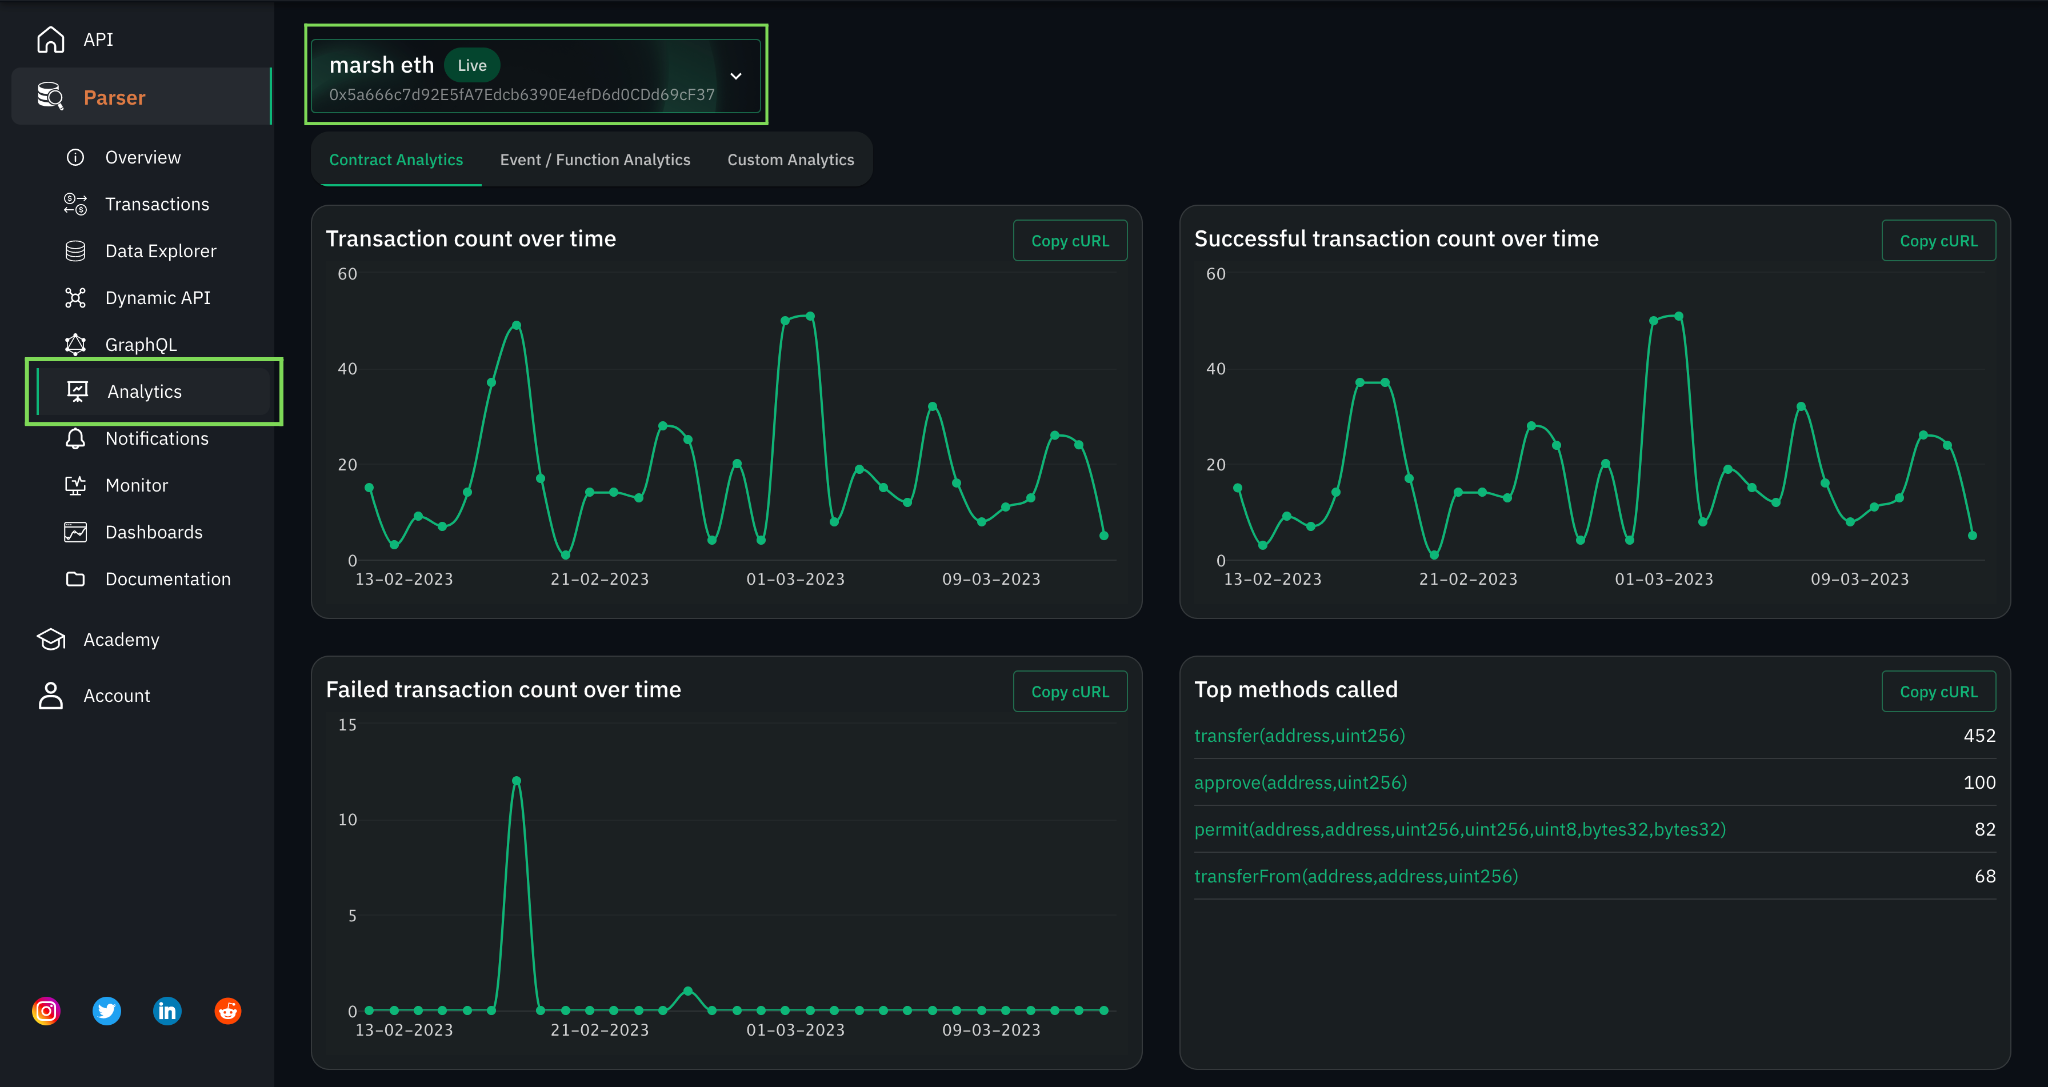 API
Parser
Overview
Transactions
Data Explorer
Dynamic API
GraphQL
Analytics
Notifications
Monitor
Dashboards
Documentation
Academy
Account
marsh eth Live
0x5a666c7d92E5fA7Edcb6390E4efD6d0CDd69cF37
Contract Analytics Event / Function Analytics Custom Analytics
Transaction count over time Copy cURL
60
40
20
0
13-02-2023 21-02-2023 01-03-2023 09-03-2023
Successful transaction count over time Copy cURL
60
40
20
0
13-02-2023 21-02-2023 01-03-2023 09-03-2023
Failed transaction count over time Copy cURL
15
10
5
0
13-02-2023 21-02-2023 01-03-2023 09-03-2023
Top methods called Copy cURL
transfer(address,uint256) 452
approve(address,uint256) 100
permit(address,address,uint256,uint256,uint8,bytes32,bytes32) 82
transferFrom(address,address,uint256) 68
in